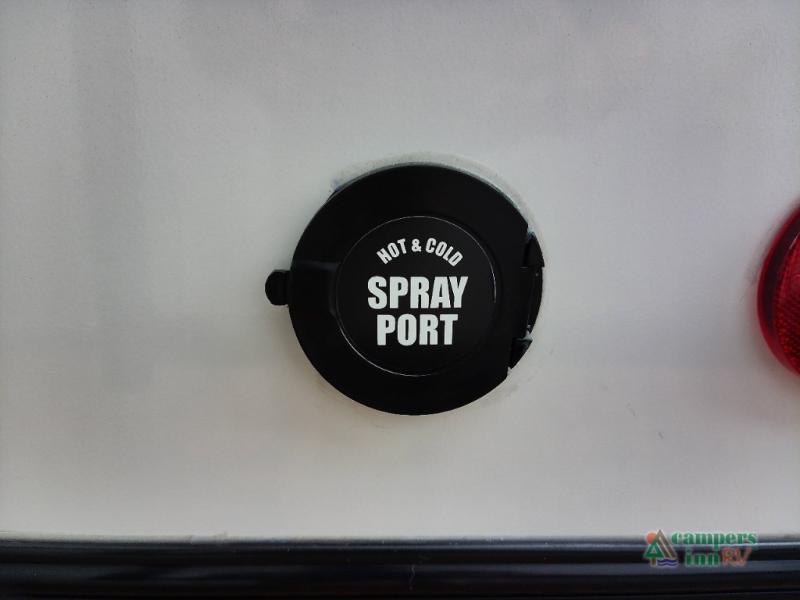 HOT & COLD
SPRAY
PORT
campers
inn RV